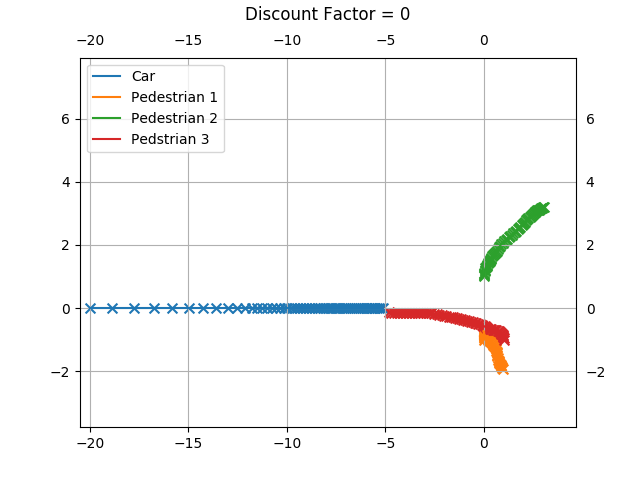 Discount Factor = 0
−20 −15 −10 −5 0
Car
Pedestrian 1
Pedestrian 2
Pedstrian 3
6 6
4 4
2 2
0 0
−2 −2
−20 −15 −10 −5 0